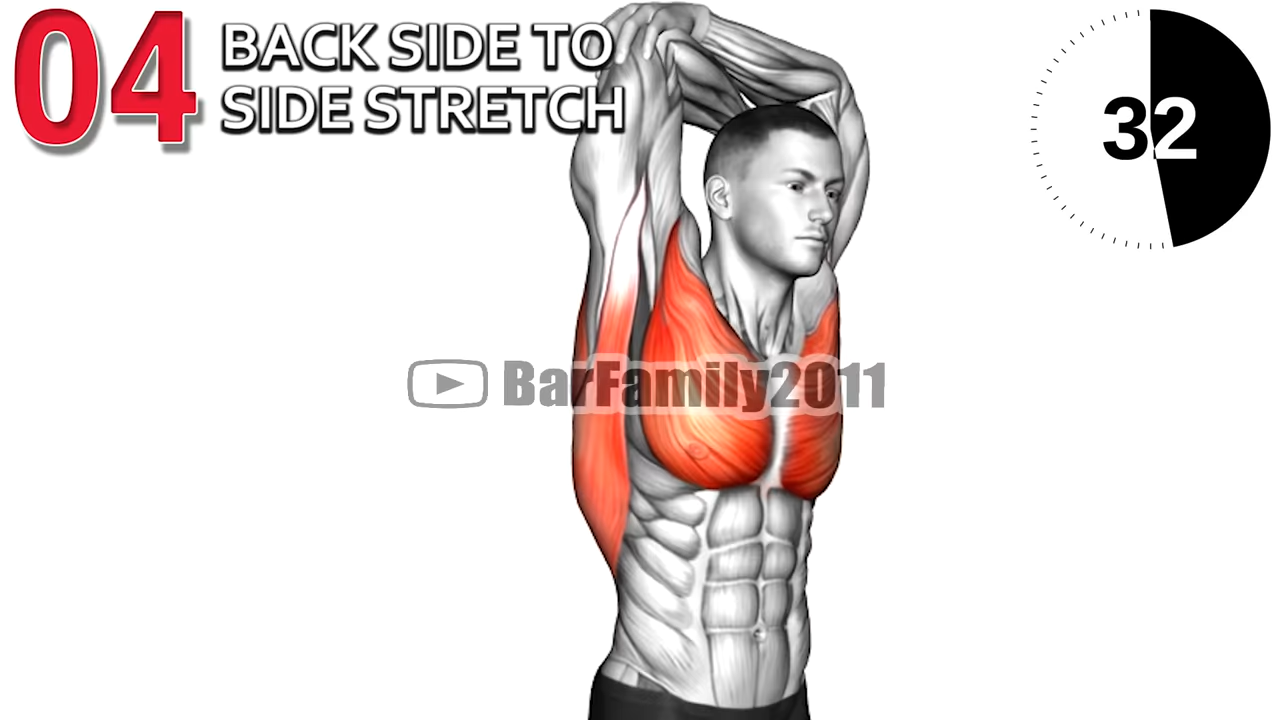 04
BACK SIDE TO
SIDE STRETCH
32
BarFamily2011